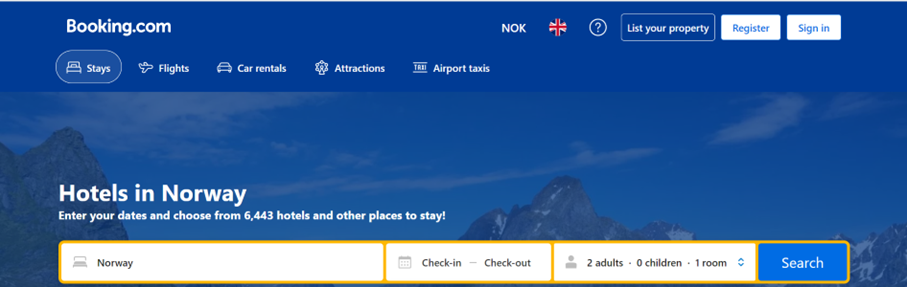 Booking.com
NOK
List your property
Register
Sign in
Stays
Flights
Car rentals
Attractions
TAXI
Airport taxis
Hotels in Norway
Enter your dates and choose from 6,443 hotels and other places to stay!
Norway
Check-in — Check-out
2 adults · 0 children · 1 room
Search